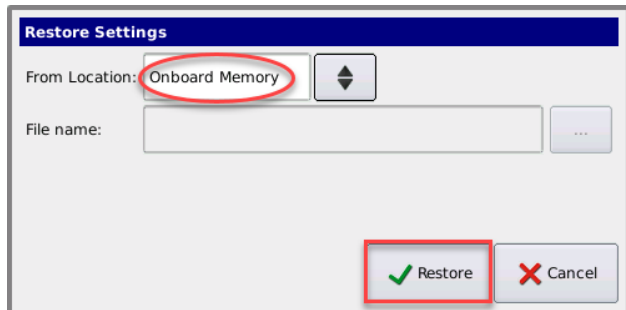 Restore Settings
From Location: Onboard Memory
File name:
...
Restore Cancel